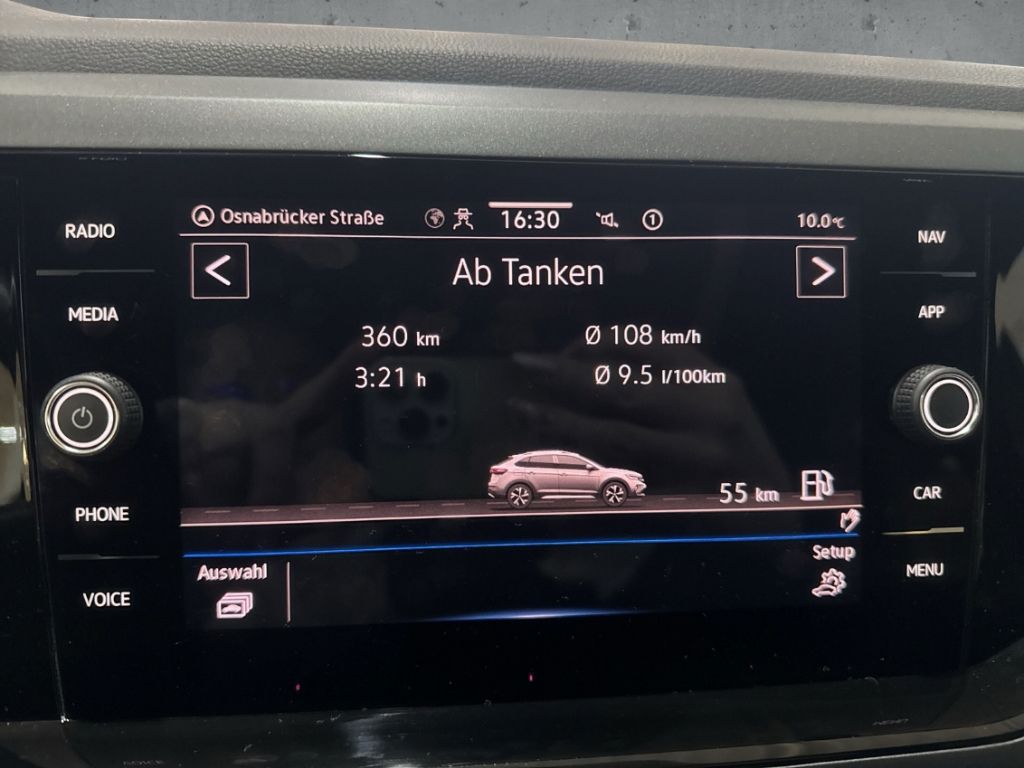 RADIO
MEDIA
PHONE
VOICE
Osnabrücker Straße
16:30
1
10.0°C
<
Ab Tanken
>
360 km
Ø 108 km/h
3:21 h
Ø 9.5 l/100km
55 km
Auswahl
Setup
NAV
APP
CAR
MENU